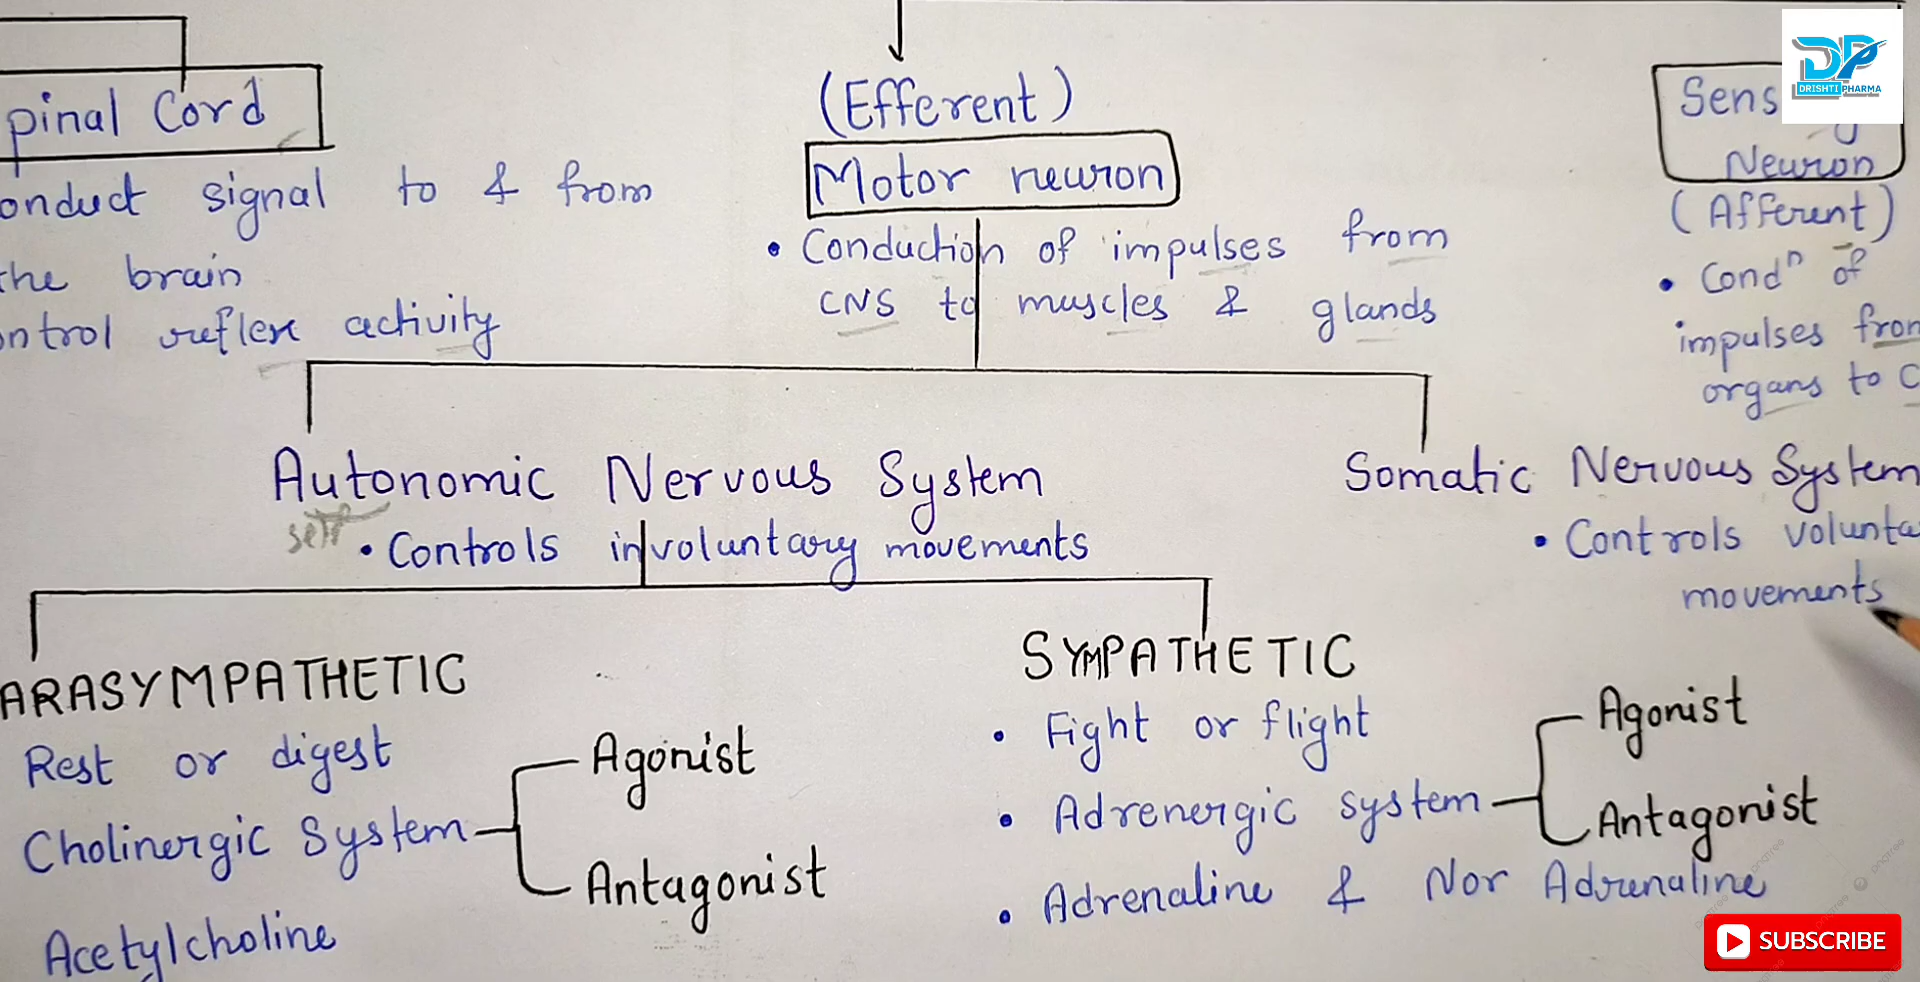 pinal Cord
onduct signal to & from
the brain
ontrol reflex activity
(Efferent)
Motor neuron
• Conduction of impulses from
CNS to muscles & glands
DP
DRISHTI PHARMA
Sens y
Neuron
(Afferent)
• Condⁿ of
impulses from
organs to C
Autonomic Nervous System
self
• Controls involuntary movements
Somatic Nervous System
• Controls volunta
movements
ARASYMPATHETIC
Rest or digest
Cholinergic System
Agonist
Antagonist
Acetylcholine
SYMPATHETIC
• Fight or flight
• Adrenergic system
Agonist
Antagonist
• Adrenaline & Nor Adrenaline
SUBSCRIBE